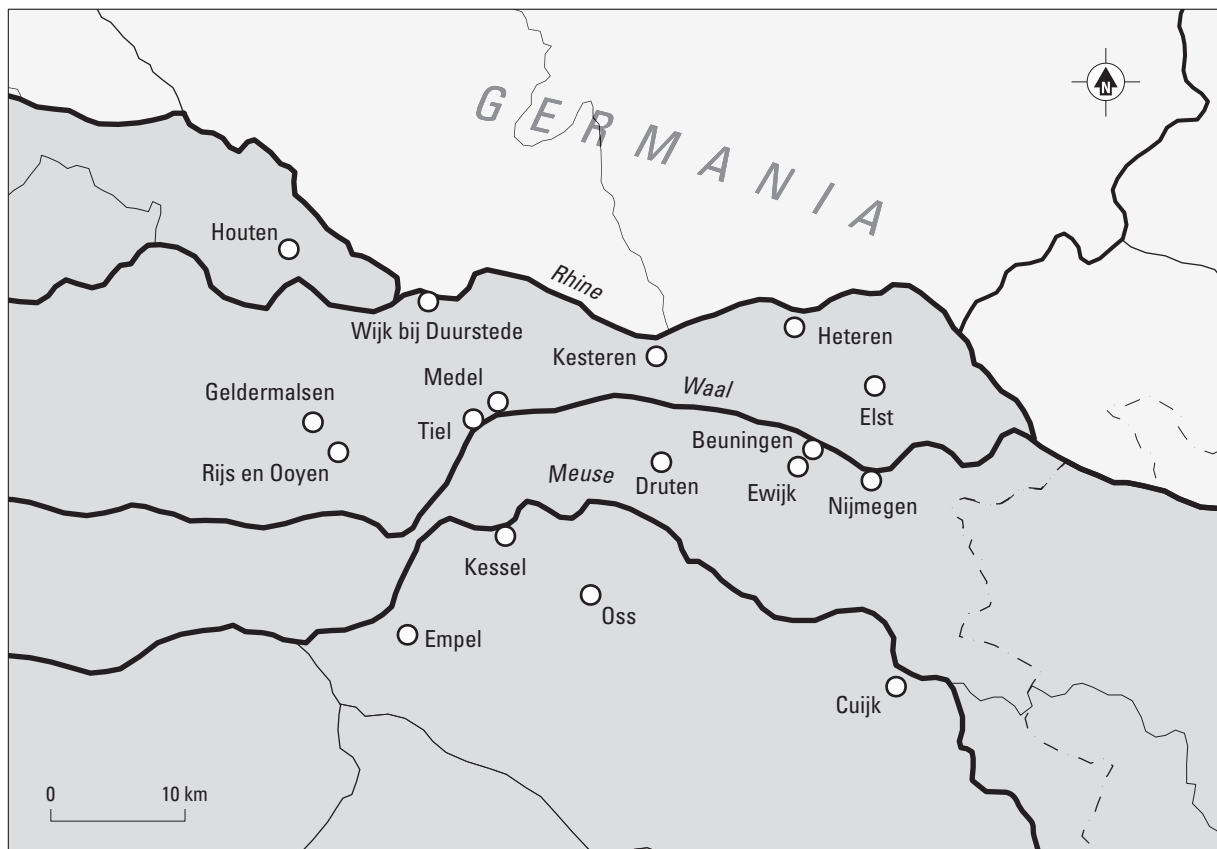 N
GERMANIA
Houten
Rhine
Wijk bij Duurstede
Heteren
Kesteren
Medel
Waal
Geldermalsen
Elst
Tiel
Beuningen
Rijs en Ooyen
Meuse
Druten
Ewijk
Nijmegen
Kessel
Oss
Empel
Cuijk
0 10 km